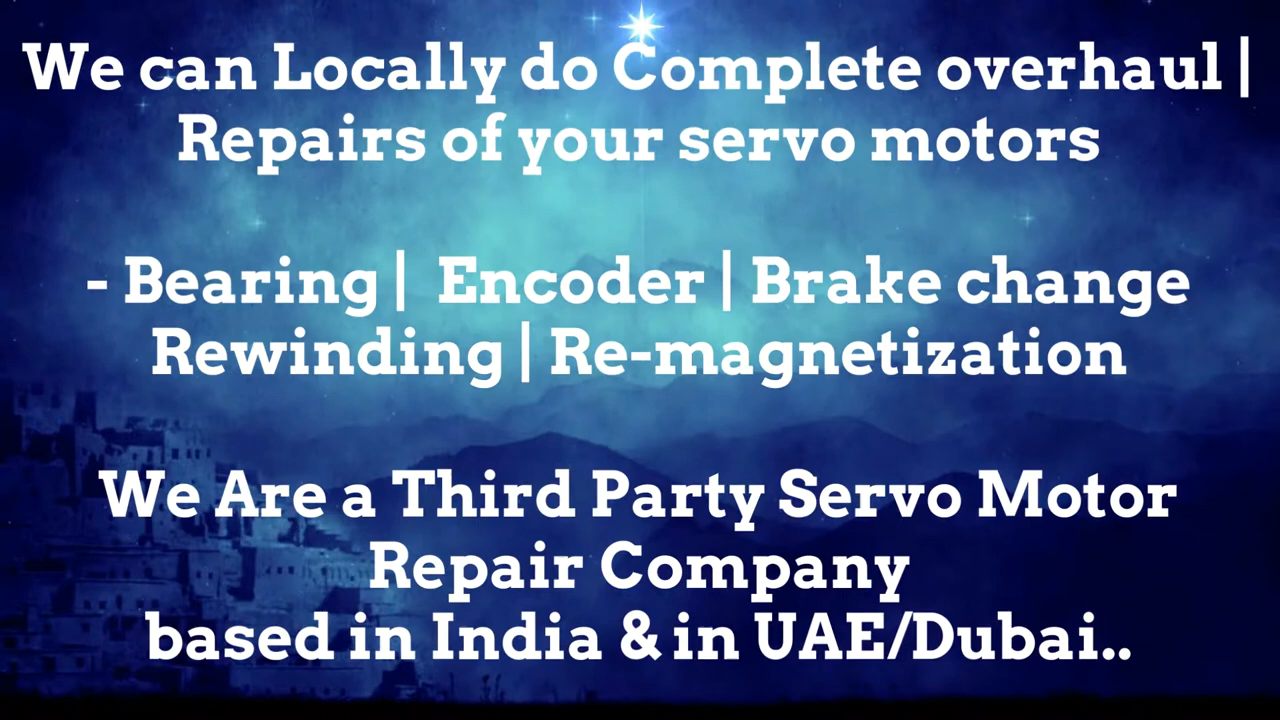 We can Locally do Complete overhaul |
Repairs of your servo motors
- Bearing | Encoder | Brake change
Rewinding | Re-magnetization
We Are a Third Party Servo Motor
Repair Company
based in India & in UAE/Dubai..